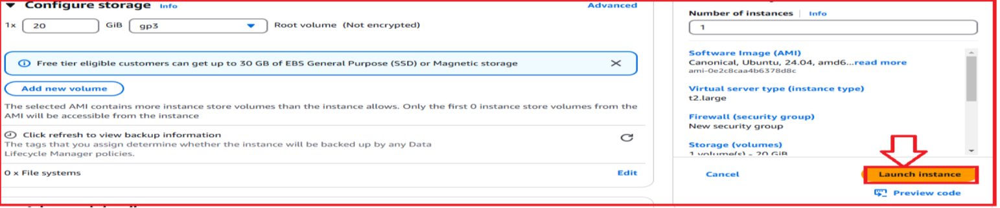 Configure storage Info
Advanced
1x 20 GiB gp3 Root volume (Not encrypted)
Free tier eligible customers can get up to 30 GB of EBS General Purpose (SSD) or Magnetic storage
Add new volume
The selected AMI contains more instance store volumes than the instance allows. Only the first 0 instance store volumes from the
AMI will be accessible from the instance
Click refresh to view backup information
The tags that you assign determine whether the instance will be backed up by any Data
Lifecycle Manager policies.
0 x File systems
Edit
Number of instances Info
1
Software Image (AMI)
Canonical, Ubuntu, 24.04, amd6...read more
ami-0e2c8caa4b6378d8c
Virtual server type (instance type)
t2.large
Firewall (security group)
New security group
Storage (volumes)
1 volume(s) - 20 GiB
Cancel
Launch instance
Preview code